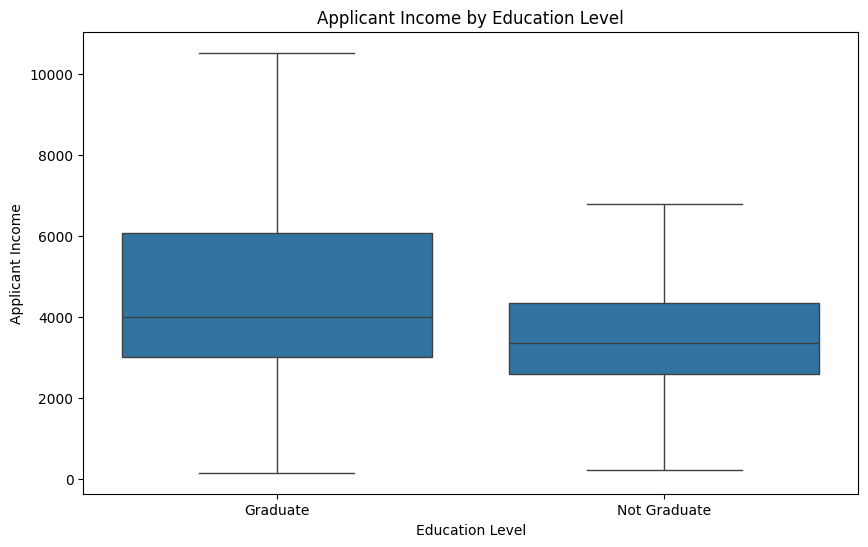 Applicant Income by Education Level
10000
8000
6000
4000
2000
0
Applicant Income
Graduate
Not Graduate
Education Level